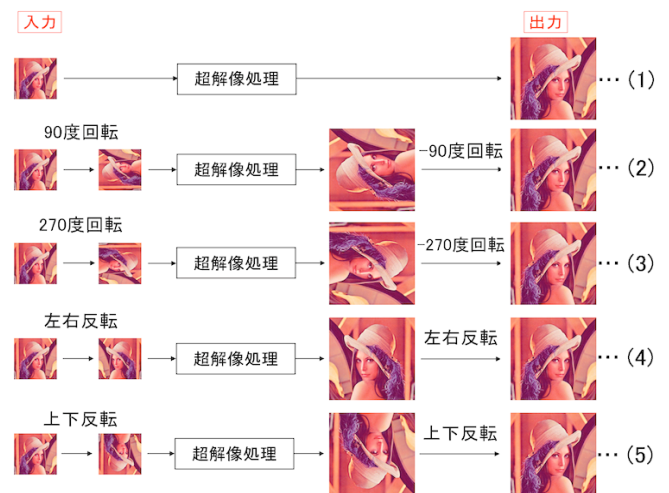 入力
出力
超解像処理
… (1)
90度回転
超解像処理
-90度回転
… (2)
270度回転
超解像処理
-270度回転
… (3)
左右反転
超解像処理
左右反転
… (4)
上下反転
超解像処理
上下反転
… (5)